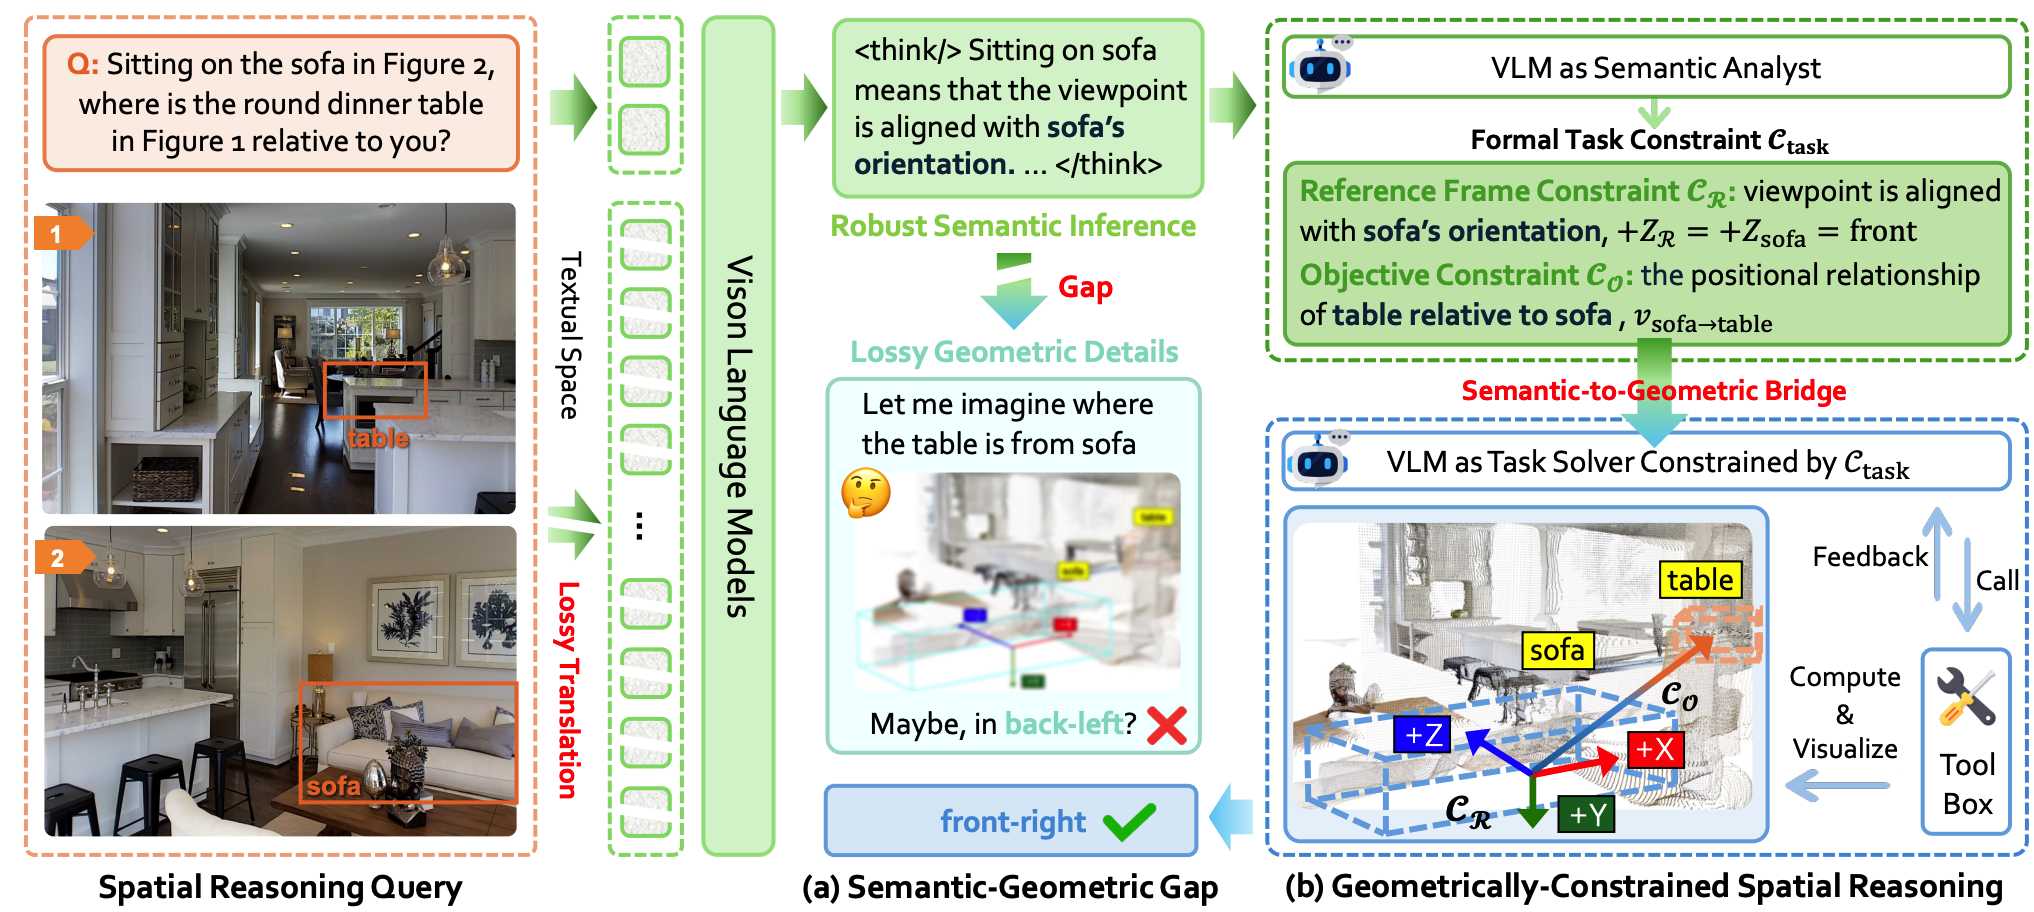 Q: Sitting on the sofa in Figure 2,
where is the round dinner table
in Figure 1 relative to you?
1
table
2
sofa
Spatial Reasoning Query
Textual Space
Lossy Translation
...
Vison Language Models
<think/> Sitting on sofa
means that the viewpoint
is aligned with sofa's
orientation. ... </think>
Robust Semantic Inference
Gap
Lossy Geometric Details
Let me imagine where
the table is from sofa
table
sofa
Maybe, in back-left?
front-right
(a) Semantic-Geometric Gap
VLM as Semantic Analyst
Formal Task Constraint 𝒞task
Reference Frame Constraint 𝒞ℛ: viewpoint is aligned
with sofa's orientation, +Zℛ = +Zsofa = front
Objective Constraint 𝒞𝒪: the positional relationship
of table relative to sofa , vsofa→table
Semantic-to-Geometric Bridge
VLM as Task Solver Constrained by 𝒞task
table
sofa
𝒞𝒪
+Z
+X
𝒞ℛ
+Y
Feedback
Call
Compute
&
Visualize
Tool
Box
(b) Geometrically-Constrained Spatial Reasoning